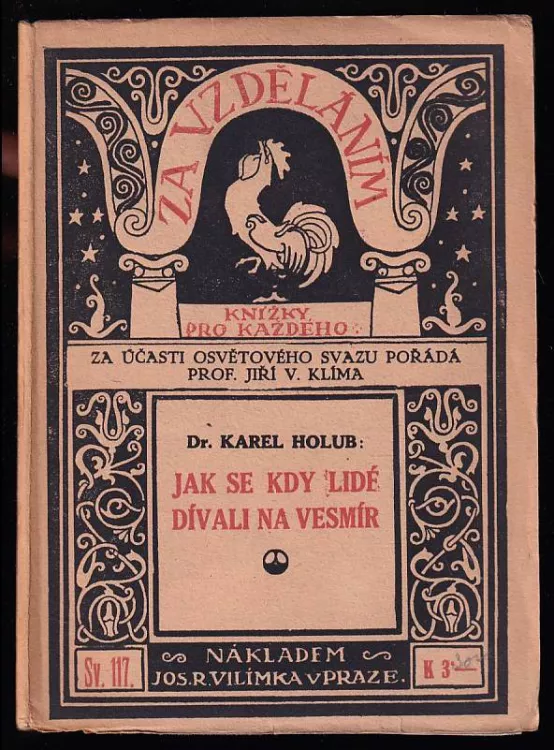 ZA VZDĚLÁNÍM
KNÍŽKY
PRO KAŽDÉHO:
ZA ÚČASTI OSVĚTOVÉHO SVAZU POŘÁDÁ
PROF. JIŘÍ V. KLÍMA
Dr. KAREL HOLUB:
JAK SE KDY LIDÉ
DÍVALI NA VESMÍR
Sv. 117.
NÁKLADEM
JOS. R. VILÍMKA V PRAZE.
K 3·